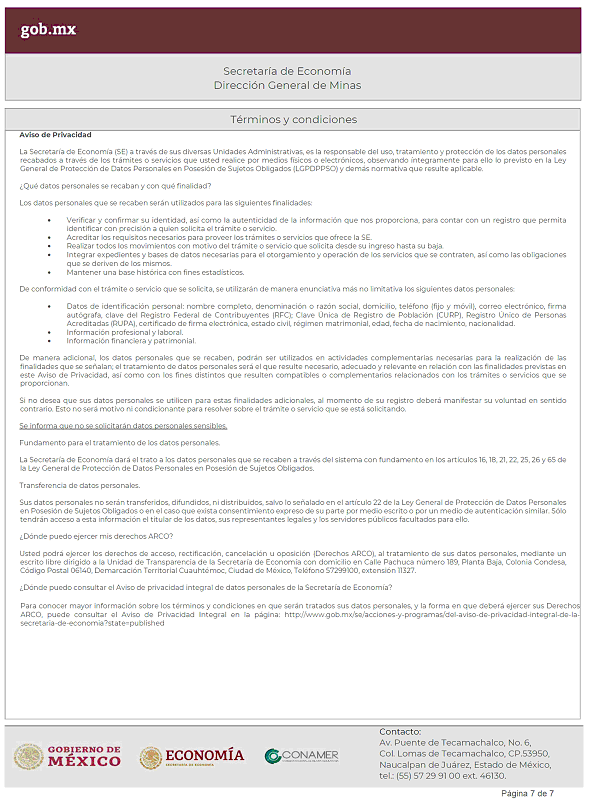 gob.mx
Secretaría de Economía
Dirección General de Minas
Términos y condiciones
Aviso de Privacidad
La Secretaría de Economía (SE) a través de sus diversas Unidades Administrativas, es la responsable del uso, tratamiento y protección de los datos personales
recabados a través de los trámites o servicios que usted realice por medios físicos o electrónicos, observando íntegramente para ello lo previsto en la Ley
General de Protección de Datos Personales en Posesión de Sujetos Obligados (LGPDPPSO) y demás normativa que resulte aplicable.
¿Qué datos personales se recaban y con qué finalidad?
Los datos personales que se recaben serán utilizados para las siguientes finalidades:
• Verificar y confirmar su identidad, así como la autenticidad de la información que nos proporciona, para contar con un registro que permita
identificar con precisión a quien solicita el trámite o servicio.
• Acreditar los requisitos necesarios para proveer los trámites o servicios que ofrece la SE.
• Realizar todos los movimientos con motivo del trámite o servicio que solicita desde su ingreso hasta su baja.
• Integrar expedientes y bases de datos necesarias para el otorgamiento y operación de los servicios que se contraten, así como las obligaciones
que se deriven de los mismos.
• Mantener una base histórica con fines estadísticos.
De conformidad con el trámite o servicio que se solicita, se utilizarán de manera enunciativa más no limitativa los siguientes datos personales:
• Datos de identificación personal: nombre completo, denominación o razón social, domicilio, teléfono (fijo y móvil), correo electrónico, firma
autógrafa, clave del Registro Federal de Contribuyentes (RFC); Clave Única de Registro de Población (CURP), Registro Único de Personas
Acreditadas (RUPA), certificado de firma electrónica, estado civil, régimen matrimonial, edad, fecha de nacimiento, nacionalidad.
• Información profesional y laboral.
• Información financiera y patrimonial.
De manera adicional, los datos personales que se recaben, podrán ser utilizados en actividades complementarias necesarias para la realización de las
finalidades que se señalan; el tratamiento de datos personales será el que resulte necesario, adecuado y relevante en relación con las finalidades previstas en
este Aviso de Privacidad, así como con los fines distintos que resulten compatibles o complementarios relacionados con los trámites o servicios que se
proporcionan.
Si no desea que sus datos personales se utilicen para estas finalidades adicionales, al momento de su registro deberá manifestar su voluntad en sentido
contrario. Esto no será motivo ni condicionante para resolver sobre el trámite o servicio que se está solicitando.
Se informa que no se solicitarán datos personales sensibles.
Fundamento para el tratamiento de los datos personales.
La Secretaría de Economía dará el trato a los datos personales que se recaben a través del sistema con fundamento en los artículos 16, 18, 21, 22, 25, 26 y 65 de
la Ley General de Protección de Datos Personales en Posesión de Sujetos Obligados.
Transferencia de datos personales.
Sus datos personales no serán transferidos, difundidos, ni distribuidos, salvo lo señalado en el artículo 22 de la Ley General de Protección de Datos Personales
en Posesión de Sujetos Obligados o en el caso que exista consentimiento expreso de su parte por medio escrito o por un medio de autenticación similar. Sólo
tendrán acceso a esta información el titular de los datos, sus representantes legales y los servidores públicos facultados para ello.
¿Dónde puedo ejercer mis derechos ARCO?
Usted podrá ejercer los derechos de acceso, rectificación, cancelación u oposición (Derechos ARCO), al tratamiento de sus datos personales, mediante un
escrito libre dirigido a la Unidad de Transparencia de la Secretaría de Economía con domicilio en Calle Pachuca número 189, Planta Baja, Colonia Condesa,
Código Postal 06140, Demarcación Territorial Cuauhtémoc, Ciudad de México, Teléfono 57299100, extensión 11327.
¿Dónde puedo consultar el Aviso de privacidad integral de datos personales de la Secretaría de Economía?
Para conocer mayor información sobre los términos y condiciones en que serán tratados sus datos personales, y la forma en que deberá ejercer sus Derechos
ARCO, puede consultar el Aviso de Privacidad Integral en la página: http://www.gob.mx/se/acciones-y-programas/del-aviso-de-privacidad-integral-de-la-
secretaria-de-economia?state=published
GOBIERNO DE
MÉXICO
ECONOMÍA
SECRETARÍA DE ECONOMÍA
CONAMER
Contacto:
Av. Puente de Tecamachalco, No. 6,
Col. Lomas de Tecamachalco, CP.53950,
Naucalpan de Juárez, Estado de México,
tel.: (55) 57 29 91 00 ext. 46130.
Página 7 de 7